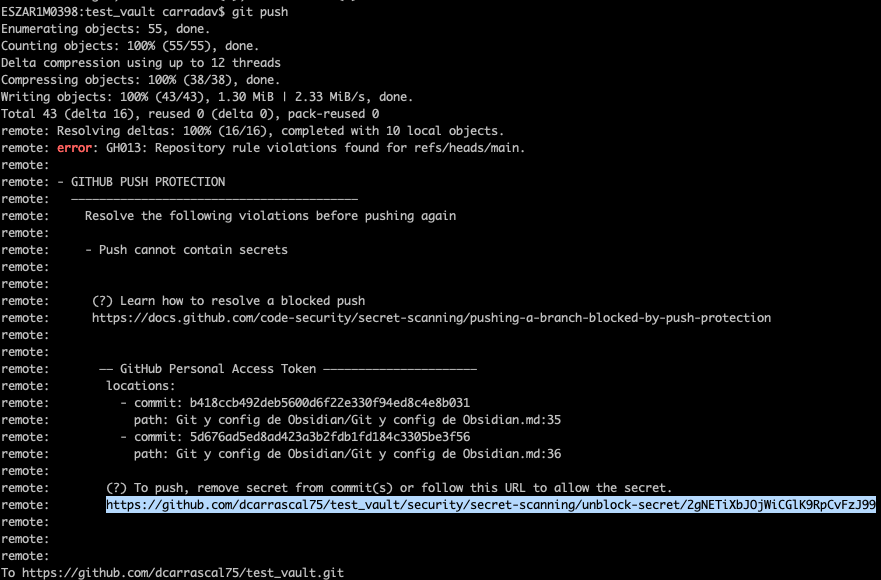 ESZAR1M0398:test_vault carradav$ git push
Enumerating objects: 55, done.
Counting objects: 100% (55/55), done.
Delta compression using up to 12 threads
Compressing objects: 100% (38/38), done.
Writing objects: 100% (43/43), 1.30 MiB | 2.33 MiB/s, done.
Total 43 (delta 16), reused 0 (delta 0), pack-reused 0
remote: Resolving deltas: 100% (16/16), completed with 10 local objects.
remote: error: GH013: Repository rule violations found for refs/heads/main.
remote:
remote: - GITHUB PUSH PROTECTION
remote:   —————————————————————————————————————————
remote:     Resolve the following violations before pushing again
remote:
remote:     - Push cannot contain secrets
remote:
remote:
remote:      (?) Learn how to resolve a blocked push
remote:      https://docs.github.com/code-security/secret-scanning/pushing-a-branch-blocked-by-push-protection
remote:
remote:
remote:       —— GitHub Personal Access Token ——————————————————————
remote:        locations:
remote:          - commit: b418ccb492deb5600d6f22e330f94ed8c4e8b031
remote:            path: Git y config de Obsidian/Git y config de Obsidian.md:35
remote:          - commit: 5d676ad5ed8ad423a3b2fdb1fd184c3305be3f56
remote:            path: Git y config de Obsidian/Git y config de Obsidian.md:36
remote:
remote:        (?) To push, remove secret from commit(s) or follow this URL to allow the secret.
remote:        https://github.com/dcarrascal75/test_vault/security/secret-scanning/unblock-secret/2gNETiXbJOjWiCGlK9RpCvFzJ99
remote:
remote:
remote:
To https://github.com/dcarrascal75/test_vault.git